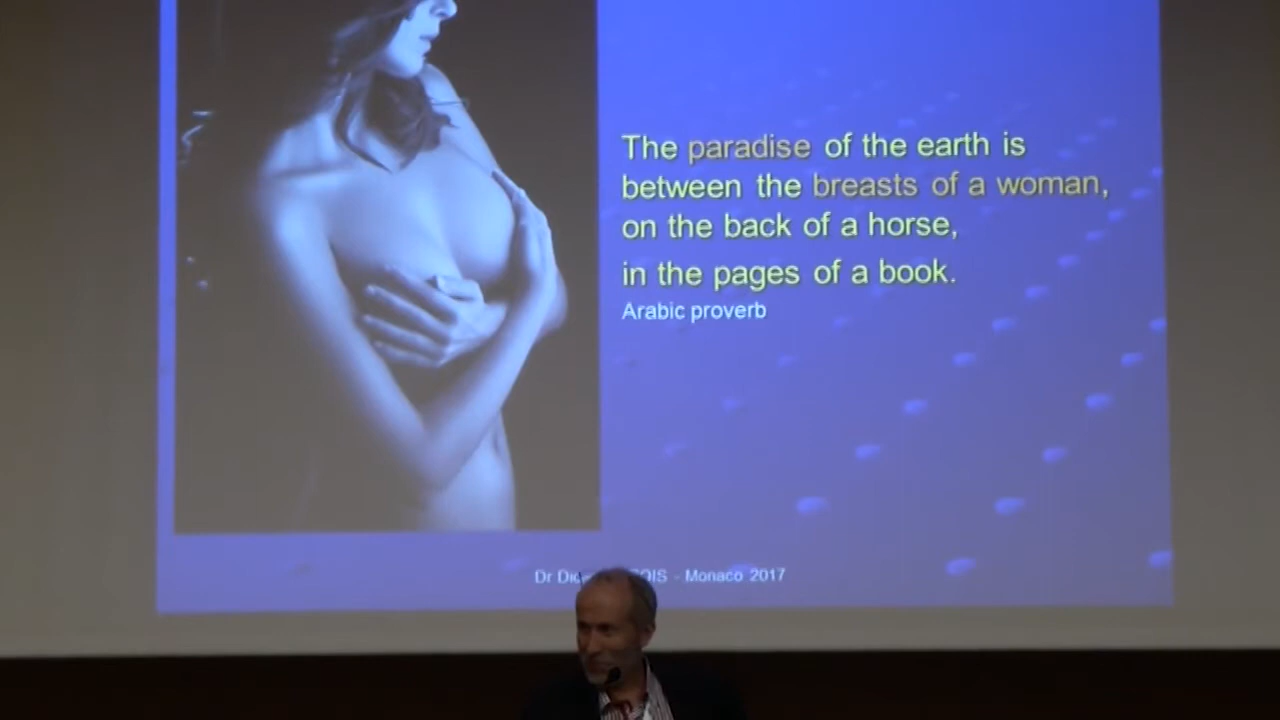 The paradise of the earth is
between the breasts of a woman,
on the back of a horse,
in the pages of a book.
Arabic proverb
Dr - Monaco 2017